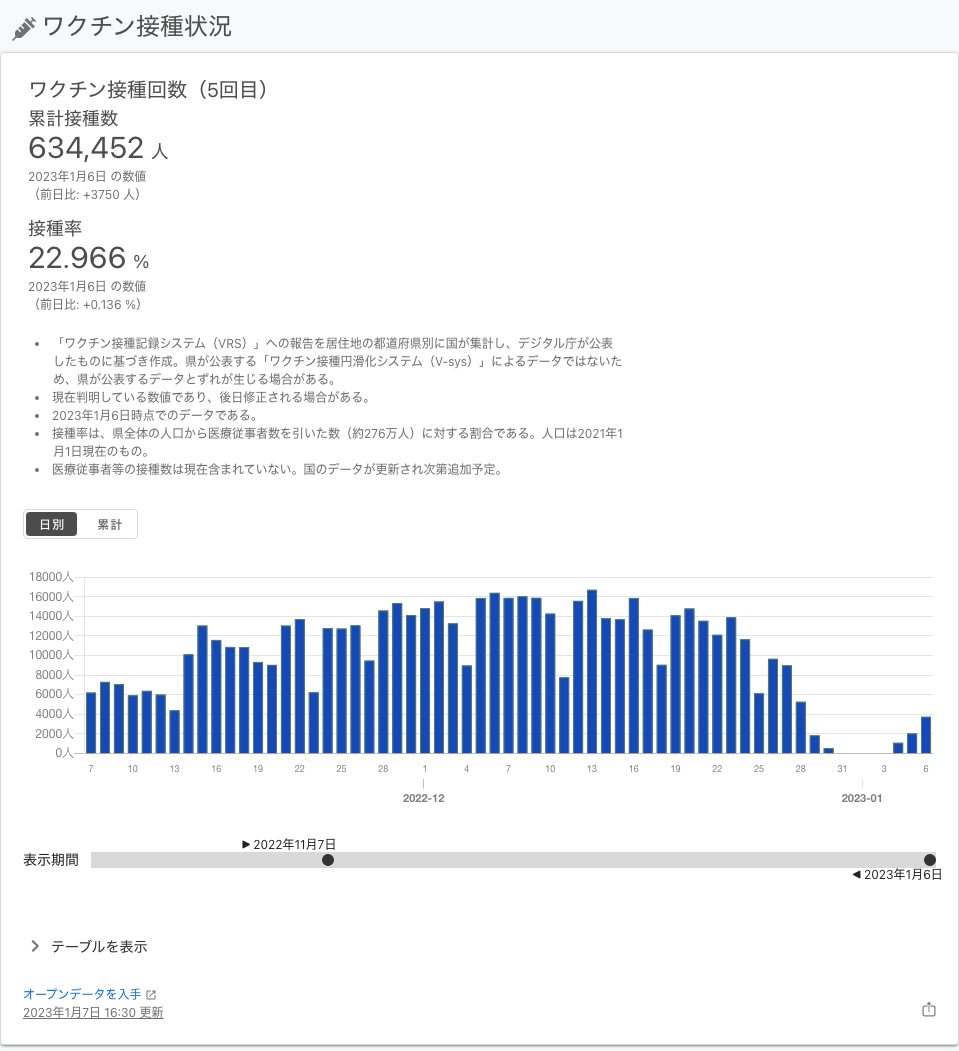 ワクチン接種状況
ワクチン接種回数（5回目）
累計接種数
634,452 人
2023年1月6日 の数値
（前日比: +3750 人）
接種率
22.966 %
2023年1月6日 の数値
（前日比: +0.136 %）
• 「ワクチン接種記録システム（VRS）」への報告を居住地の都道府県別に国が集計し、デジタル庁が公表
したものに基づき作成。県が公表する「ワクチン接種円滑化システム（V-sys）」によるデータではないた
め、県が公表するデータとずれが生じる場合がある。
• 現在判明している数値であり、後日修正される場合がある。
• 2023年1月6日時点でのデータである。
• 接種率は、県全体の人口から医療従事者数を引いた数（約276万人）に対する割合である。人口は2021年1
月1日現在のもの。
• 医療従事者等の接種数は現在含まれていない。国のデータが更新され次第追加予定。
日別 累計
18000人
16000人
14000人
12000人
10000人
8000人
6000人
4000人
2000人
0人
7 10 13 16 19 22 25 28 1 4 7 10 13 16 19 22 25 28 31 3 6
2022-12 2023-01
▶ 2022年11月7日
表示期間
◀ 2023年1月6日
テーブルを表示
オープンデータを入手
2023年1月7日 16:30 更新